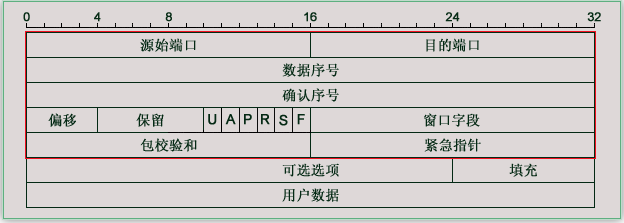 0 4 8 16 24 32
源始端口 目的端口
数据序号
确认序号
偏移 保留 U A P R S F 窗口字段
包校验和 紧急指针
可选选项 填充
用户数据